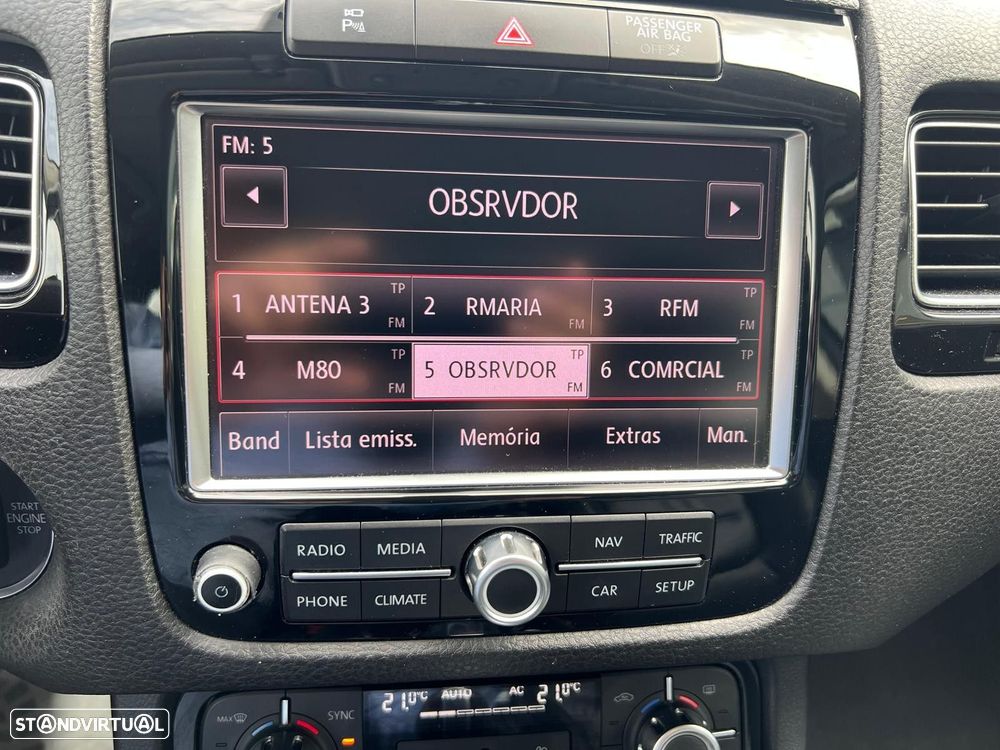 PASSENGER
AIR BAG
OFF
FM: 5
OBSRVDOR
1 ANTENA 3 TP FM
2 RMARIA FM
3 RFM TP FM
4 M80 TP FM
5 OBSRVDOR TP FM
6 COMRCIAL TP FM
Band Lista emiss. Memória Extras Man.
START
ENGINE
STOP
RADIO MEDIA NAV TRAFFIC
PHONE CLIMATE CAR SETUP
21,0°C AUTO AC 21,0°C
MAX SYNC
STANDVIRTUAL